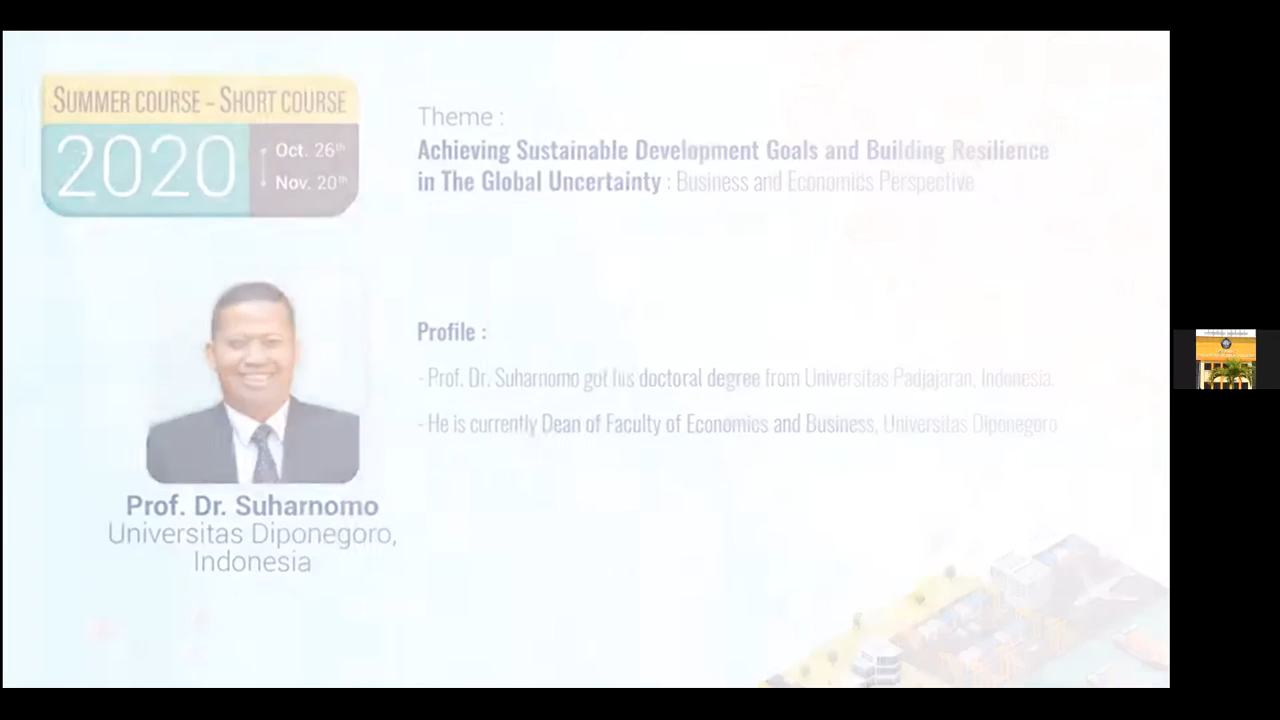 SUMMER COURSE – SHORT COURSE
2020
Oct. 26th
Nov. 20th
Theme :
Achieving Sustainable Development Goals and Building Resilience
in The Global Uncertainty : Business and Economics Perspective
Profile :
- Prof. Dr. Suharnomo got his doctoral degree from Universitas Padjajaran, Indonesia.
- He is currently Dean of Faculty of Economics and Business, Universitas Diponegoro
Prof. Dr. Suharnomo
Universitas Diponegoro,
Indonesia